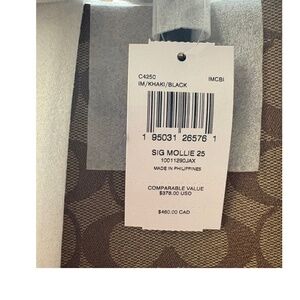 C4250 IMCBI
IM/KHAKI/BLACK
1 95031 26576 1
SIG MOLLIE 25
10011290JAX
MADE IN PHILIPPINES
COMPARABLE VALUE
$378.00 USD
$460.00 CAD